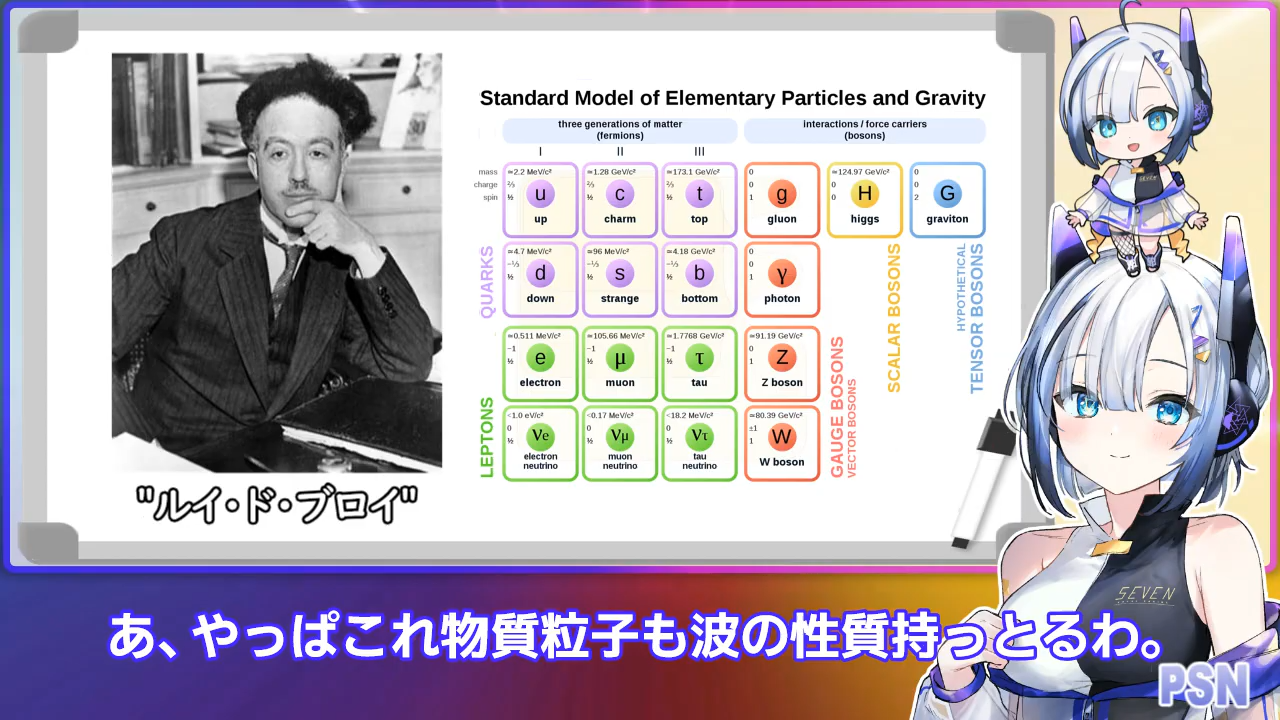 Standard Model of Elementary Particles and Gravity
three generations of matter
(fermions)
interactions / force carriers
(bosons)
I II III
mass
charge
spin
≃2.2 MeV/c²
⅔
½
u
up
≃1.28 GeV/c²
⅔
½
c
charm
≃173.1 GeV/c²
⅔
½
t
top
0
0
1
g
gluon
≃124.97 GeV/c²
0
0
H
higgs
0
0
2
G
graviton
QUARKS
≃4.7 MeV/c²
−⅓
½
d
down
≃96 MeV/c²
−⅓
½
s
strange
≃4.18 GeV/c²
−⅓
½
b
bottom
0
0
1
γ
photon
SCALAR BOSONS
HYPOTHETICAL
TENSOR BOSONS
LEPTONS
≃0.511 MeV/c²
−1
½
e
electron
≃105.66 MeV/c²
−1
½
μ
muon
≃1.7768 GeV/c²
−1
½
τ
tau
≃91.19 GeV/c²
0
1
Z
Z boson
<1.0 eV/c²
0
½
νe
electron
neutrino
<0.17 MeV/c²
0
½
νμ
muon
neutrino
<18.2 MeV/c²
0
½
ντ
tau
neutrino
≃80.39 GeV/c²
±1
1
W
W boson
GAUGE BOSONS
VECTOR BOSONS
"ルイ・ド・ブロイ"
SEVEN
あ、やっぱこれ物質粒子も波の性質持っとるわ。
PSN